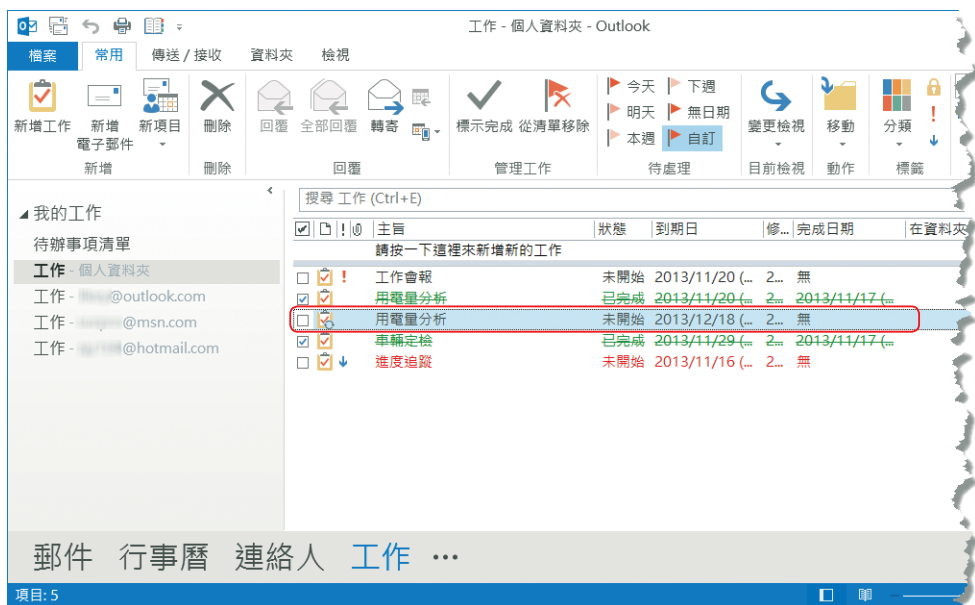 工作 - 個人資料夾 - Outlook
檔案 常用 傳送 / 接收 資料夾 檢視
新增工作 新增 電子郵件 新項目 刪除 回覆 全部回覆 轉寄 標示完成 從清單移除 今天 下週 明天 無日期 本週 自訂 變更檢視 移動 分類
新增 刪除 回覆 管理工作 待處理 目前檢視 動作 標籤
我的工作
待辦事項清單
工作 - 個人資料夾
工作 - @outlook.com
工作 - @msn.com
工作 - @hotmail.com
搜尋 工作 (Ctrl+E)
主旨 狀態 到期日 修... 完成日期 在資料夾
請按一下這裡來新增新的工作
工作會報 未開始 2013/11/20 (... 2... 無
用電量分析 已完成 2013/11/20 (... 2... 2013/11/17 (...
用電量分析 未開始 2013/12/18 (... 2... 無
車輛定檢 已完成 2013/11/29 (... 2... 2013/11/17 (...
進度追蹤 未開始 2013/11/16 (... 2... 無
郵件 行事曆 連絡人 工作 •••
項目: 5